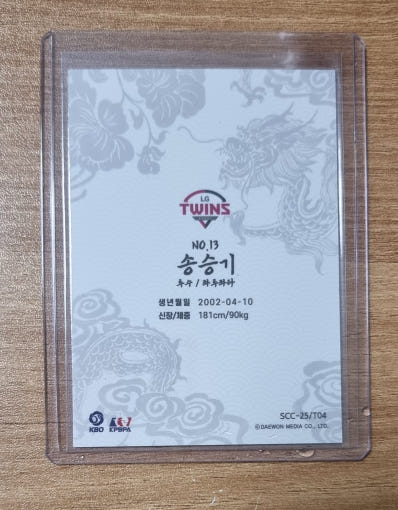 LG
TWINS
NO.13
송승기
투수 / 좌투좌타
생년월일 2002-04-10
신장/체중 181cm/90kg
SCC-25/T04
KBO KPBPA
ⓒDAEWON MEDIA CO., LTD.